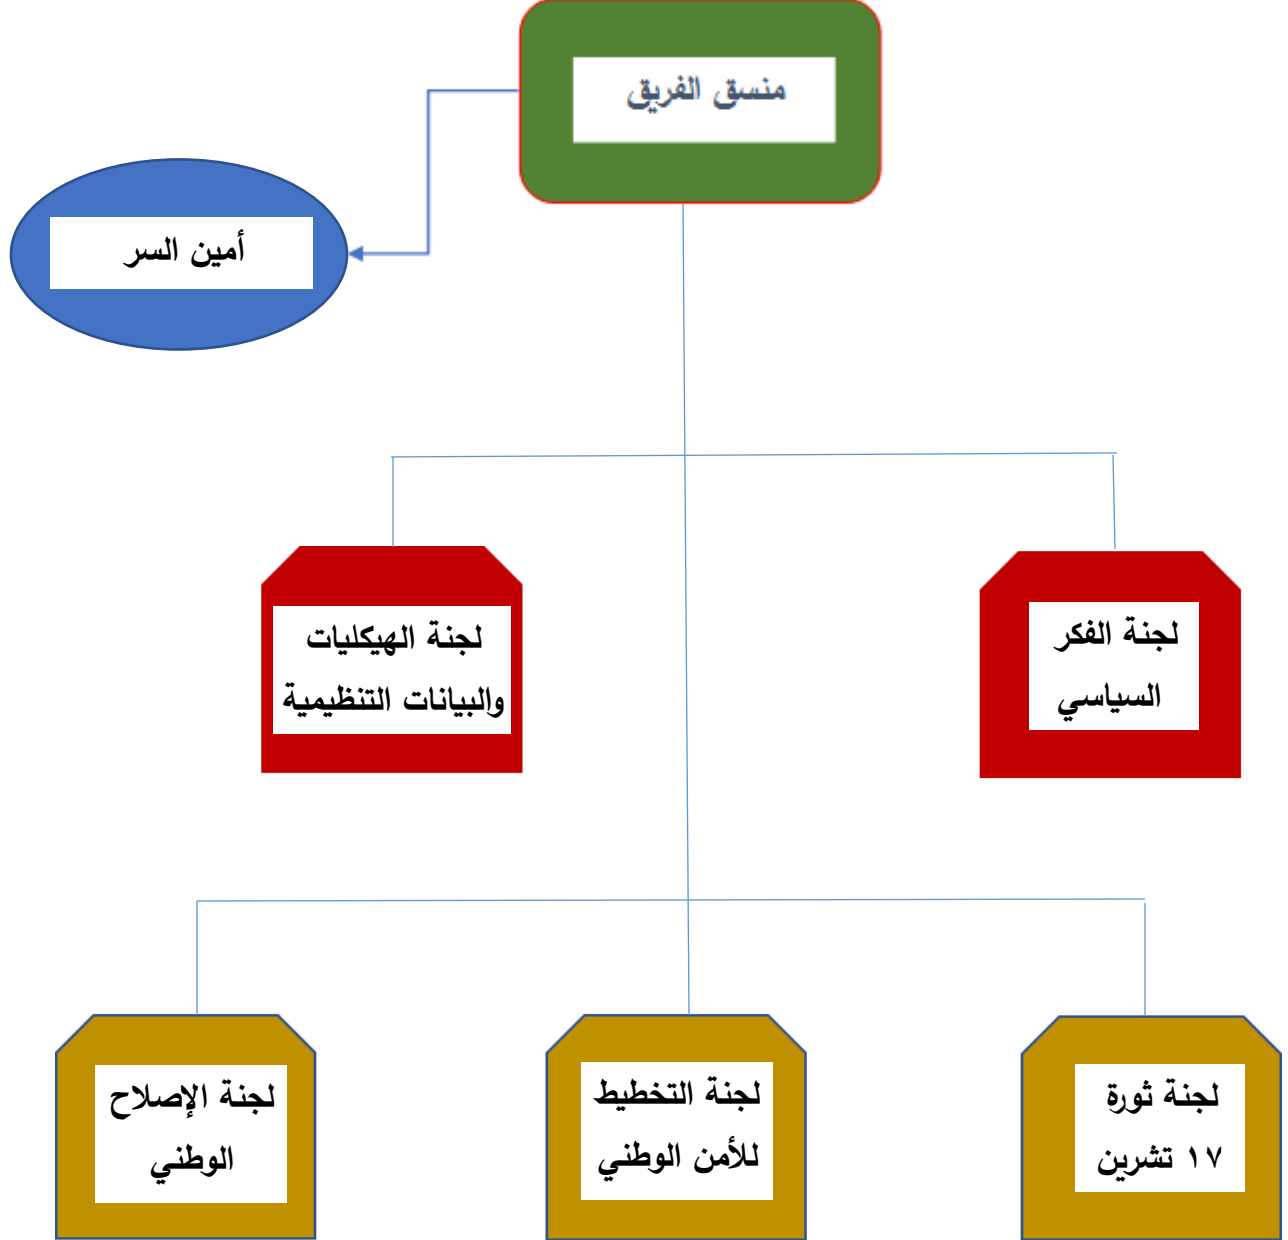 منسق الفريق
أمين السر
لجنة الفكر
السياسي
لجنة الهيكليات
والبيانات التنظيمية
لجنة ثورة
١٧ تشرين
لجنة التخطيط
للأمن الوطني
لجنة الإصلاح
الوطني